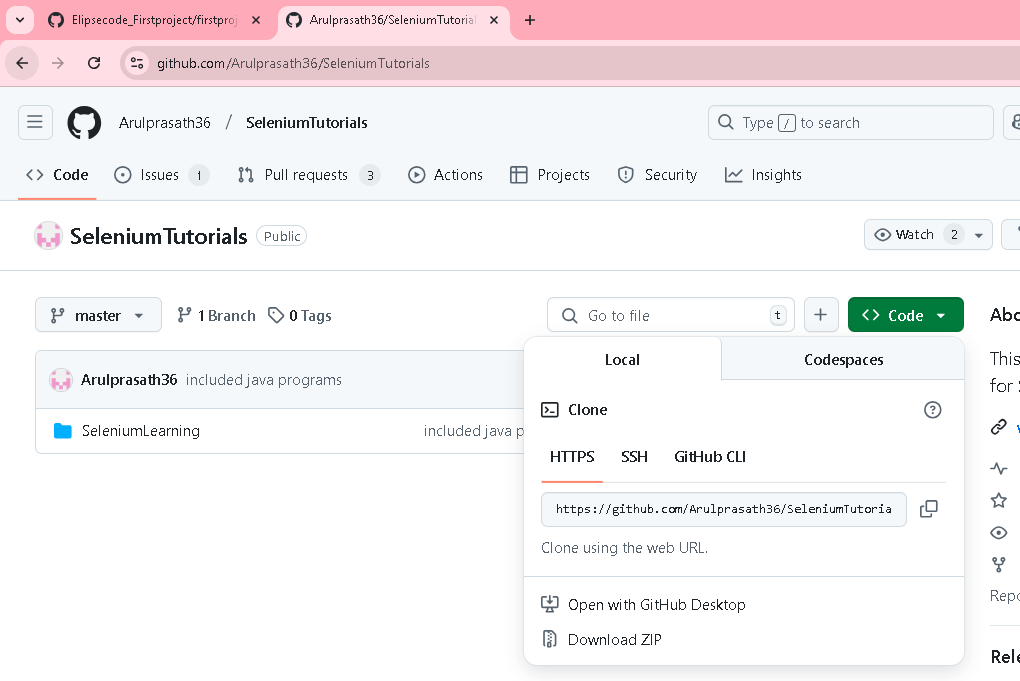 Elipsecode_Firstproject/firstproj
Arulprasath36/SeleniumTutorial
github.com/Arulprasath36/SeleniumTutorials
Arulprasath36 / SeleniumTutorials
Type / to search
Code
Issues 1
Pull requests 3
Actions
Projects
Security
Insights
SeleniumTutorials Public
Watch 2
master
1 Branch
0 Tags
Go to file t
Code
Abo
Local
Codespaces
This
for
Arulprasath36 included java programs
Clone
SeleniumLearning included java p
HTTPS
SSH
GitHub CLI
https://github.com/Arulprasath36/SeleniumTutoria
Clone using the web URL.
Repo
Open with GitHub Desktop
Download ZIP
Rele